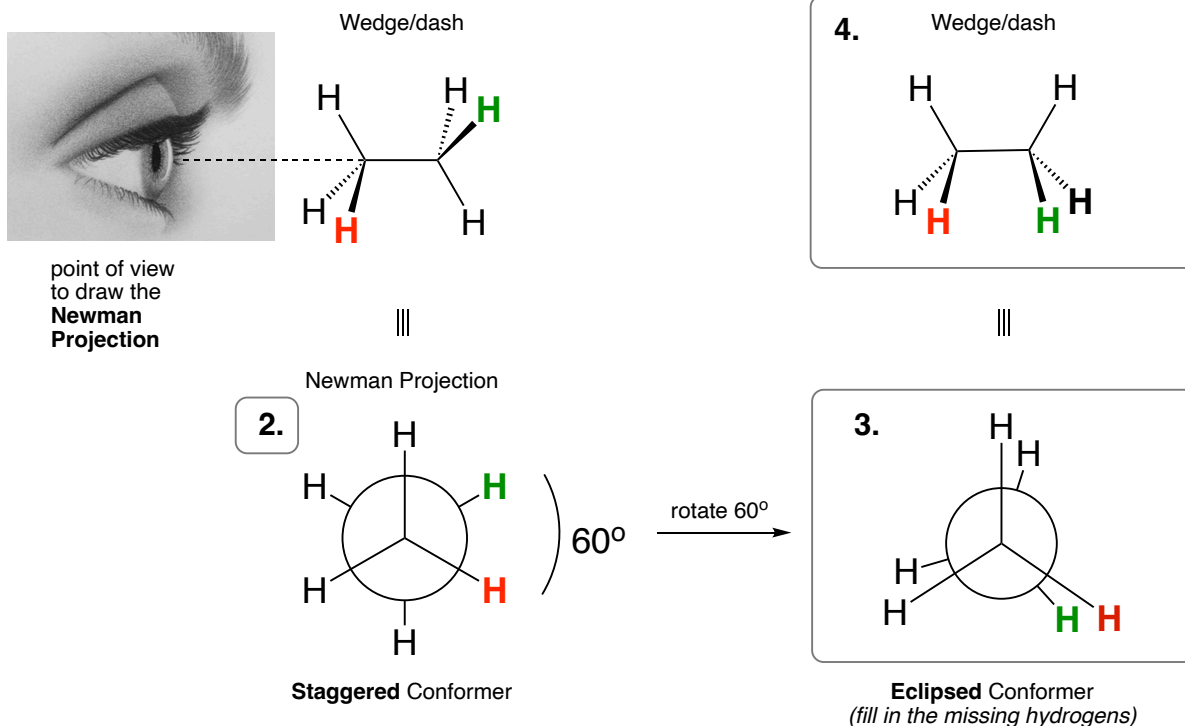 Wedge/dash
H
H
H
H
H
H
point of view
to draw the
Newman
Projection
Newman Projection
2.
H
H
H
H
H
H
60º
Staggered Conformer
rotate 60º
4.
Wedge/dash
H
H
H
H
H
H
3.
H
H
H
H
H
H
Eclipsed Conformer
(fill in the missing hydrogens)